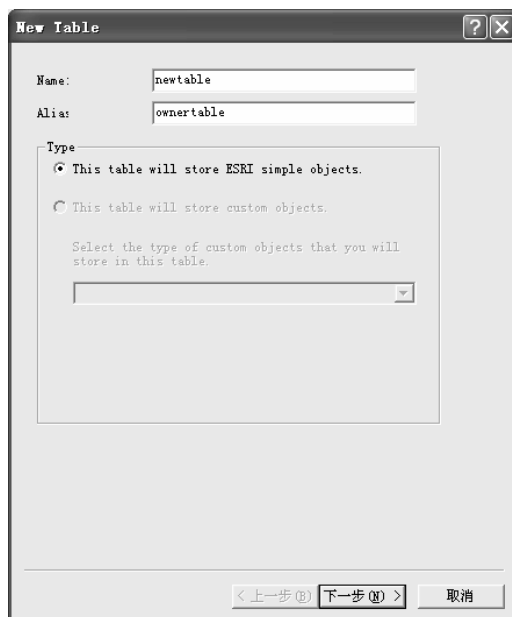 New Table
Name:
newtable
Alias
ownertable
Type
This table will store ESRI simple objects.
This table will store custom objects.
Select the type of custom objects that you will
store in this table.
< 上一步(B)
下一步(N) >
取消